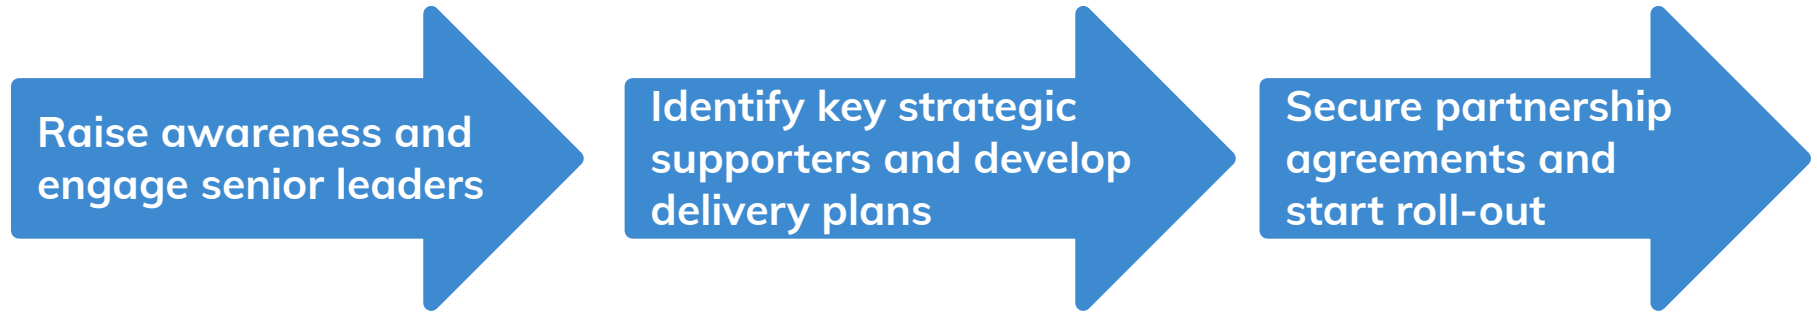 Raise awareness and
engage senior leaders
Identify key strategic
supporters and develop
delivery plans
Secure partnership
agreements and
start roll-out